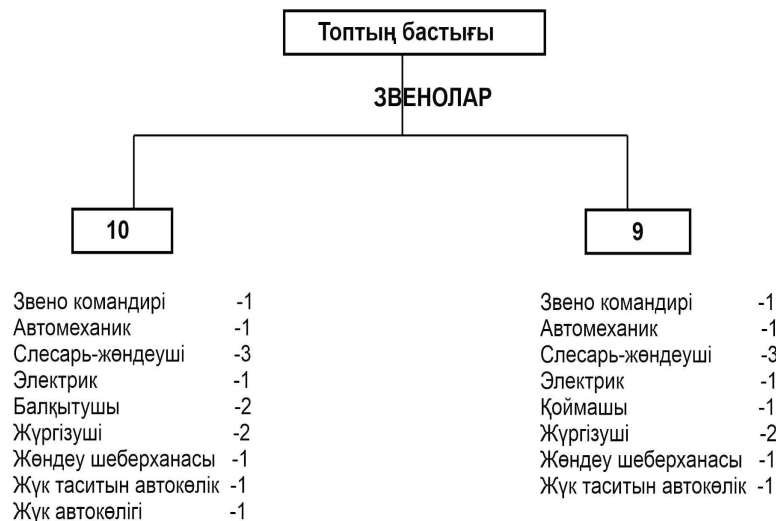 Топтың бастығы
ЗВЕНОЛАР
10
Звено командирі -1
Автомеханик -1
Слесарь-жөндеуші -3
Электрик -1
Балқытушы -2
Жүргізуші -2
Жөндеу шеберханасы -1
Жүк таситын автокөлік -1
Жүк автокөлігі -1
9
Звено командирі -1
Автомеханик -1
Слесарь-жөндеуші -3
Электрик -1
Қоймашы -1
Жүргізуші -2
Жөндеу шеберханасы -1
Жүк таситын автокөлік -1